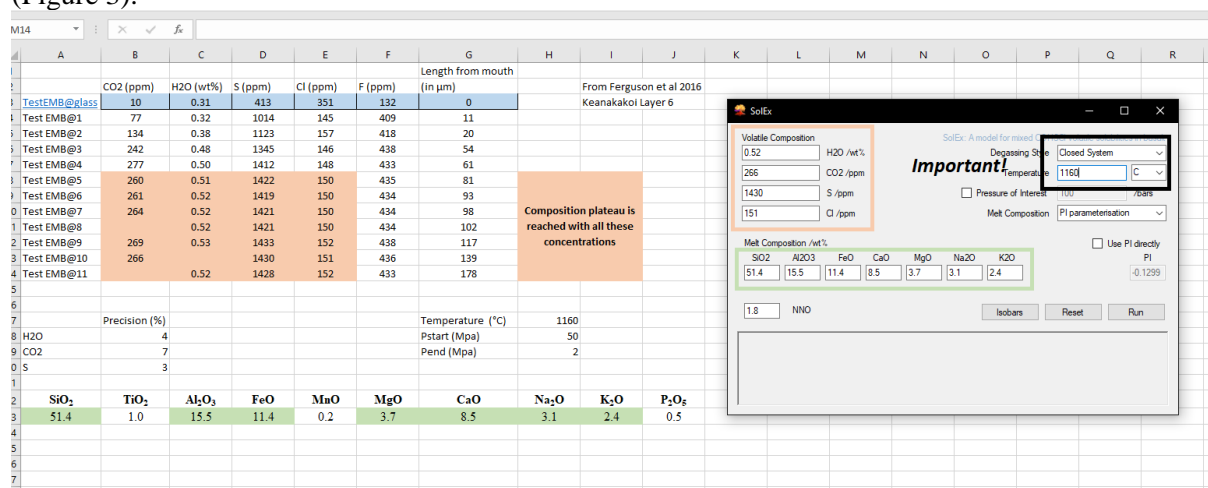 (Figure 3).
M14
fx
A B C D E F G H I J K L M N O P Q R
Length from mouth
CO2 (ppm) H2O (wt%) S (ppm) Cl (ppm) F (ppm) (in µm) From Ferguson et al 2016
TestEMB@glass 10 0.31 413 351 132 0 Keanakakoi Layer 6
Test EMB@1 77 0.32 1014 145 409 11
Test EMB@2 134 0.38 1123 157 418 20
Test EMB@3 242 0.48 1345 146 438 54
Test EMB@4 277 0.50 1412 148 433 61
Test EMB@5 260 0.51 1422 150 435 81
Test EMB@6 261 0.52 1419 150 434 93
Test EMB@7 264 0.52 1421 150 434 98
Test EMB@8 0.52 1421 150 434 102
Test EMB@9 269 0.53 1433 152 438 117
Test EMB@10 266 1430 151 436 139
Test EMB@11 0.52 1428 152 433 178
Composition plateau is
reached with all these
concentrations
Precision (%) Temperature (°C) 1160
H2O 4 Pstart (Mpa) 50
CO2 7 Pend (Mpa) 2
S 3
SiO₂ TiO₂ Al₂O₃ FeO MnO MgO CaO Na₂O K₂O P₂O₅
51.4 1.0 15.5 11.4 0.2 3.7 8.5 3.1 2.4 0.5
SolEx
Volatile Composition
SolEx: A model for mixed
0.52 H2O /wt% Degassing Style Closed System
Important!
266 CO2 /ppm Temperature 1160 C
1430 S /ppm Pressure of Interest 100 /bars
151 Cl /ppm Melt Composition PI parameterisation
Melt Composition /wt% Use PI directly
SiO2 Al2O3 FeO CaO MgO Na2O K2O PI
51.4 15.5 11.4 8.5 3.7 3.1 2.4 -0.1299
1.8 NNO Isobars Reset Run